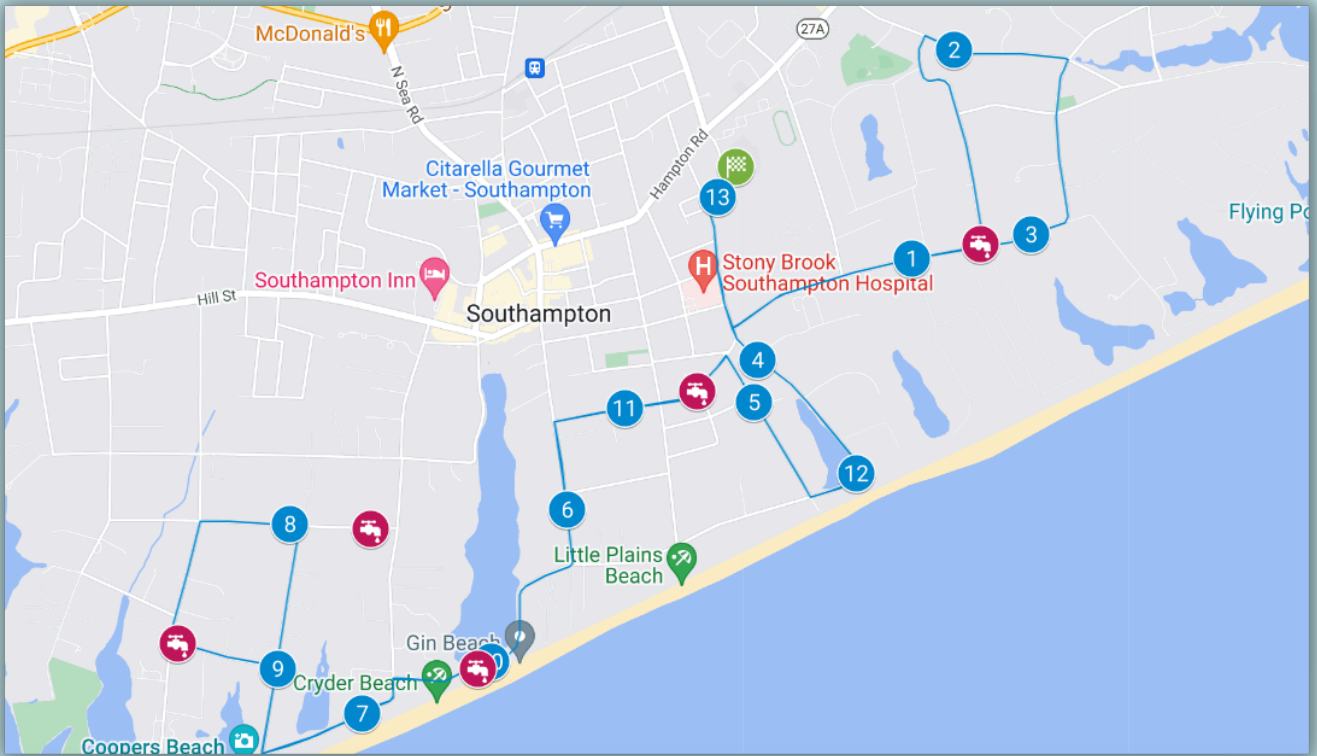 McDonald's
27A
2
N Sea Rd
Hampton Rd
Citarella Gourmet
Market - Southampton
13
Flying Po
3
1
H
Stony Brook
Southampton Hospital
Southampton Inn
Hill St
Southampton
4
5
11
12
6
8
Little Plains
Beach
Gin Beach
0
9
Cryder Beach
7
Coopers Beach